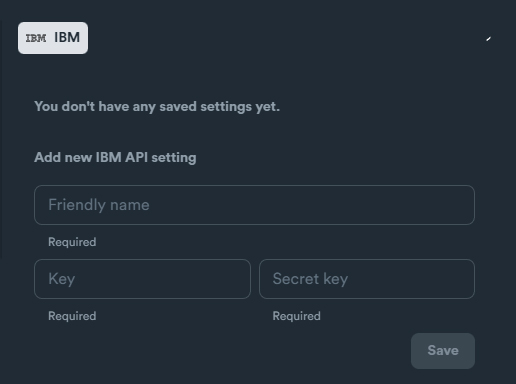 IBM IBM
You don't have any saved settings yet.
Add new IBM API setting
Friendly name
Required
Key Secret key
Required Required
Save